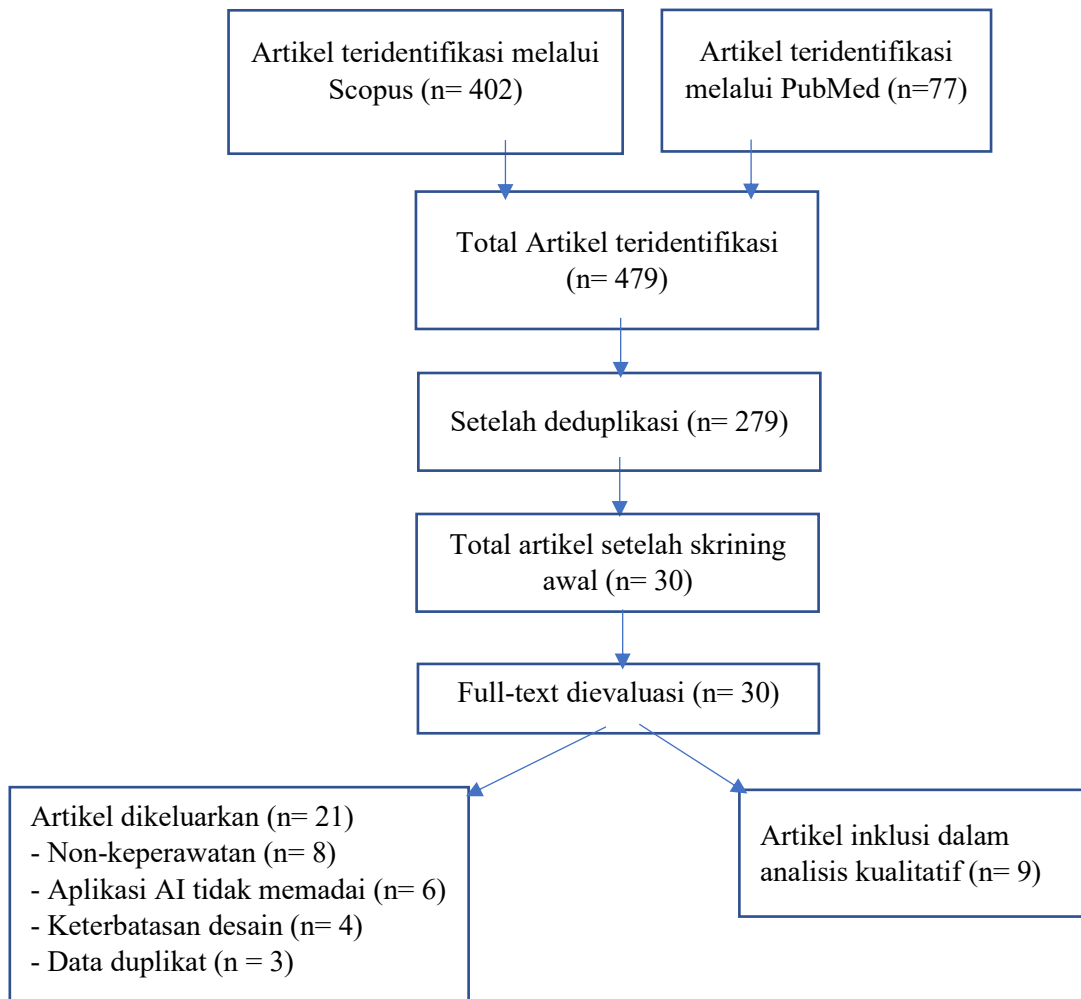 Artikel teridentifikasi melalui
Scopus (n= 402)
Artikel teridentifikasi
melalui PubMed (n=77)
Total Artikel teridentifikasi
(n= 479)
Setelah deduplikasi (n= 279)
Total artikel setelah skrining
awal (n= 30)
Full-text dievaluasi (n= 30)
Artikel dikeluarkan (n= 21)
- Non-keperawatan (n= 8)
- Aplikasi AI tidak memadai (n= 6)
- Keterbatasan desain (n= 4)
- Data duplikat (n = 3)
Artikel inklusi dalam
analisis kualitatif (n= 9)